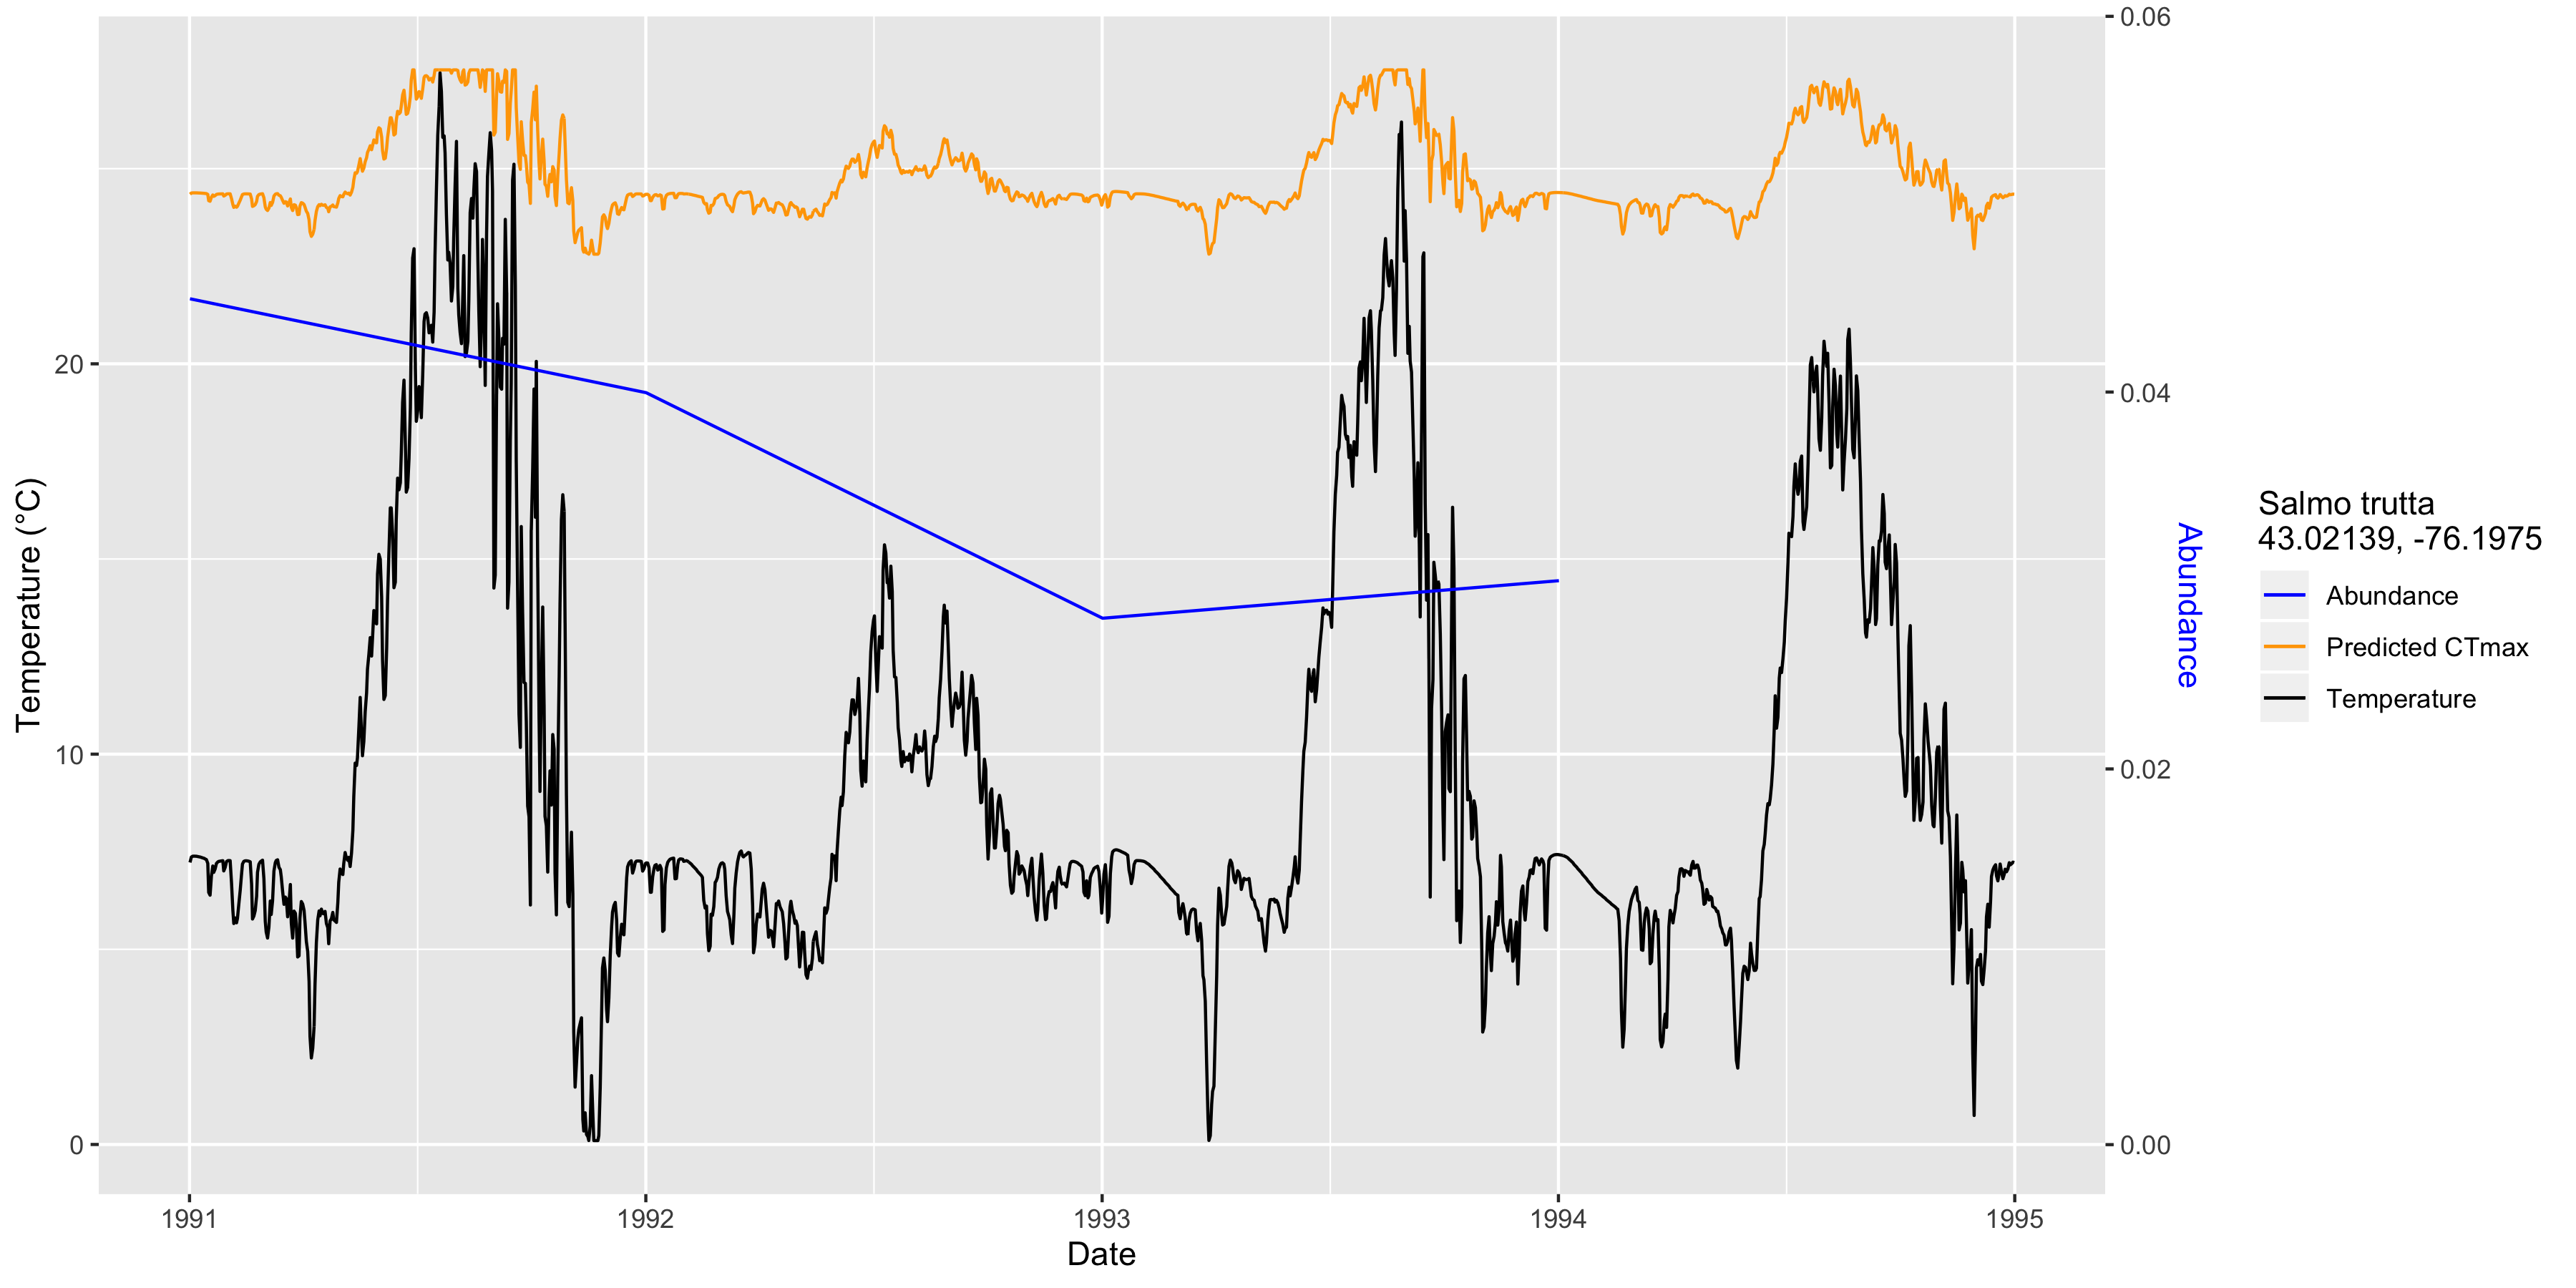 Temperature (°C)
20
10
0
0.06
0.04
0.02
0.00
Abundance
1991
1992
1993
1994
1995
Date
Salmo trutta
43.02139, -76.1975
Abundance
Predicted CTmax
Temperature